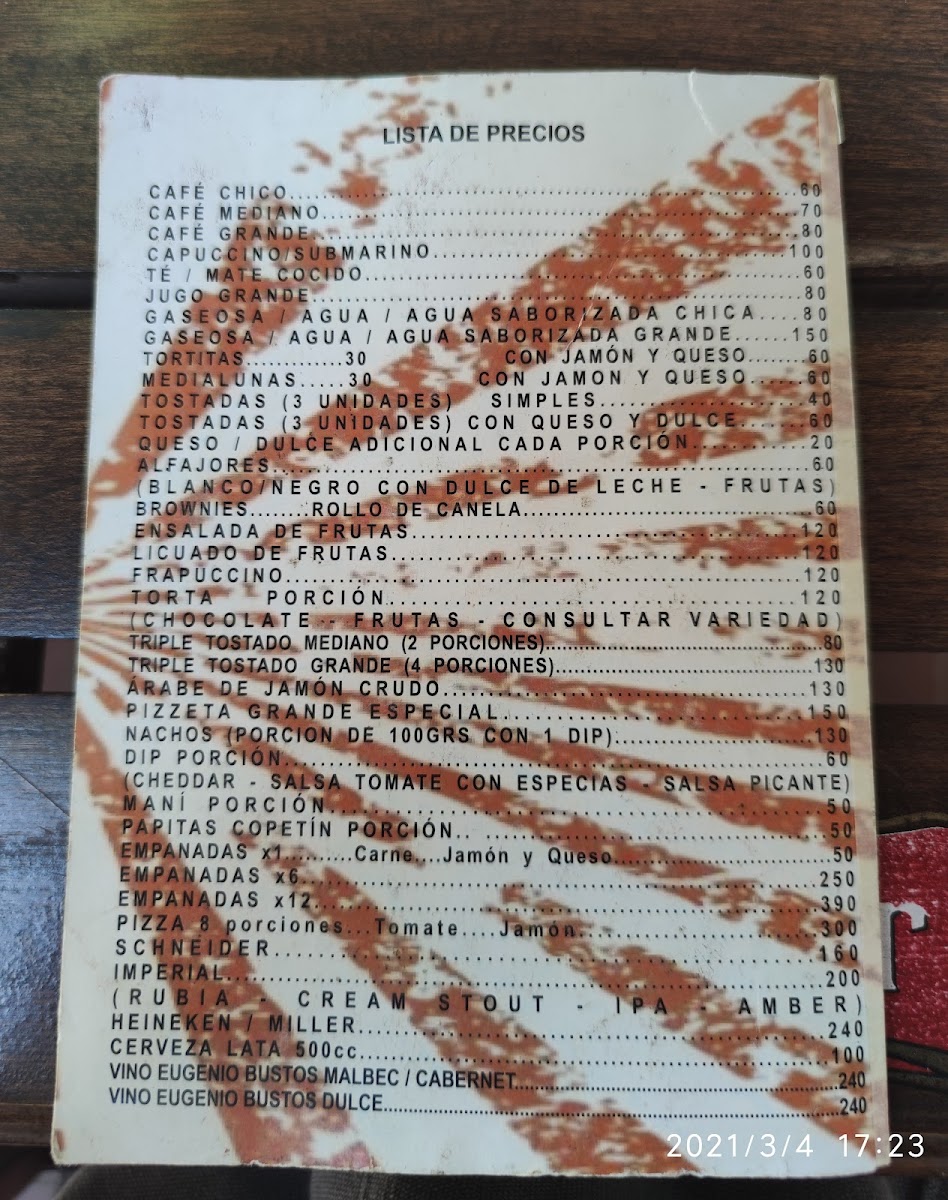 LISTA DE PRECIOS
CAFÉ CHICO...60
CAFÉ MEDIANO...70
CAFÉ GRANDE...80
CAPUCCINO/SUBMARINO...100
TÉ / MATE COCIDO...60
JUGO GRANDE...80
GASEOSA / AGUA / AGUA SABORIZADA CHICA....80
GASEOSA / AGUA / AGUA SABORIZADA GRANDE......150
TORTITAS.............30 CON JAMÓN Y QUESO........60
MEDIALUNAS.....30 CON JAMON Y QUESO......60
TOSTADAS (3 UNIDADES) SIMPLES...40
TOSTADAS (3 UNIDADES) CON QUESO Y DULCE...60
QUESO / DULCE ADICIONAL CADA PORCIÓN...20
ALFAJORES...60
(BLANCO/NEGRO CON DULCE DE LECHE - FRUTAS)
BROWNIES........ROLLO DE CANELA...60
ENSALADA DE FRUTAS...120
LICUADO DE FRUTAS...120
FRAPUCCINO...120
TORTA PORCIÓN...120
(CHOCOLATE - FRUTAS - CONSULTAR VARIEDAD)
TRIPLE TOSTADO MEDIANO (2 PORCIONES)...80
TRIPLE TOSTADO GRANDE (4 PORCIONES)...130
ÁRABE DE JAMÓN CRUDO...130
PIZZETA GRANDE ESPECIAL...150
NACHOS (PORCION DE 100GRS CON 1 DIP)...130
DIP PORCIÓN...60
(CHEDDAR - SALSA TOMATE CON ESPECIAS - SALSA PICANTE)
MANÍ PORCIÓN...50
PAPITAS COPETÍN PORCIÓN...50
EMPANADAS x1..........Carne....Jamón y Queso...50
EMPANADAS x6...250
EMPANADAS x12...390
PIZZA 8 porciones...Tomate....Jamón...300
SCHNEIDER...160
IMPERIAL...200
(RUBIA - CREAM STOUT - IPA - AMBER)
HEINEKEN / MILLER...240
CERVEZA LATA 500cc...100
VINO EUGENIO BUSTOS MALBEC / CABERNET...240
VINO EUGENIO BUSTOS DULCE...240
r
2021/3/4 17:23